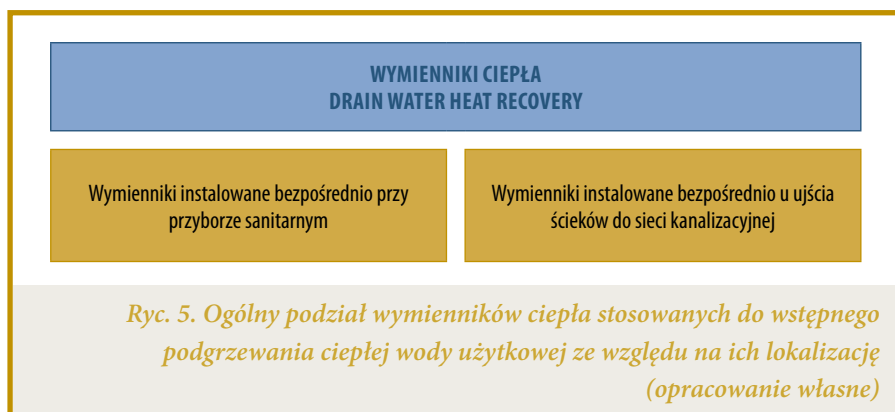 WYMIENNIKI CIEPŁA
DRAIN WATER HEAT RECOVERY
Wymienniki instalowane bezpośrednio przy
przyborze sanitarnym
Wymienniki instalowane bezpośrednio u ujścia
ścieków do sieci kanalizacyjnej
Ryc. 5. Ogólny podział wymienników ciepła stosowanych do wstępnego
podgrzewania ciepłej wody użytkowej ze względu na ich lokalizację
(opracowanie własne)